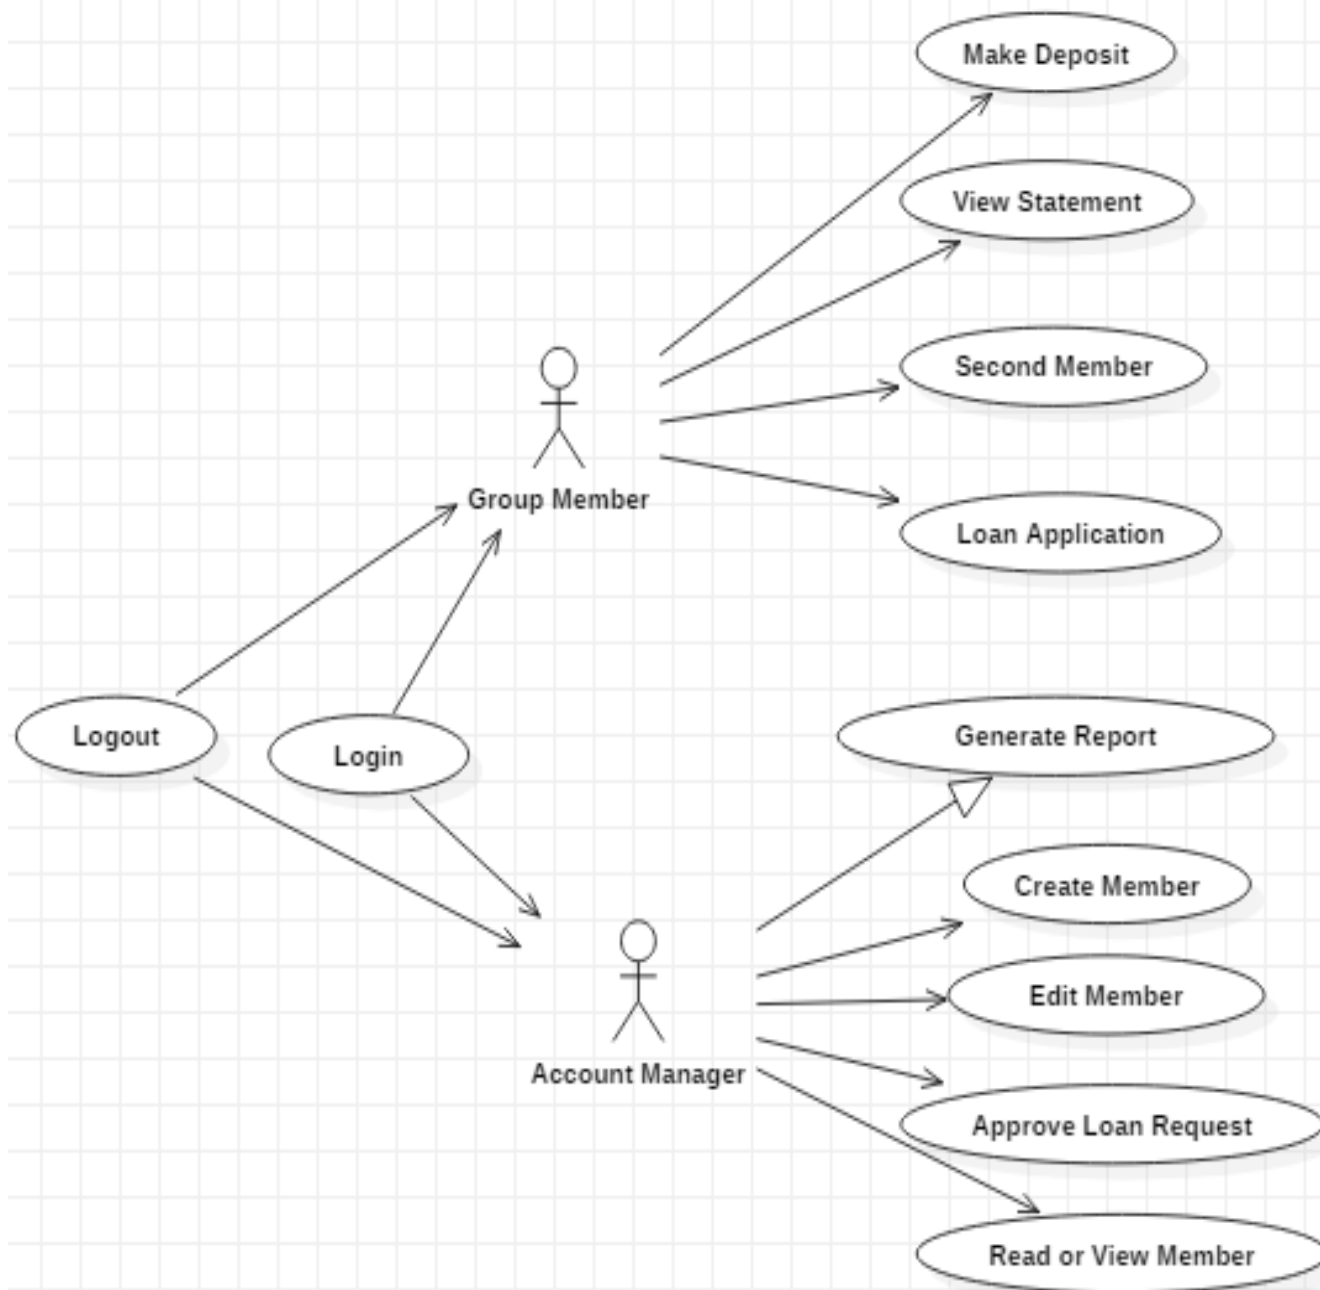 Make Deposit
View Statement
Second Member
Group Member
Loan Application
Logout
Login
Generate Report
Create Member
Edit Member
Account Manager
Approve Loan Request
Read or View Member